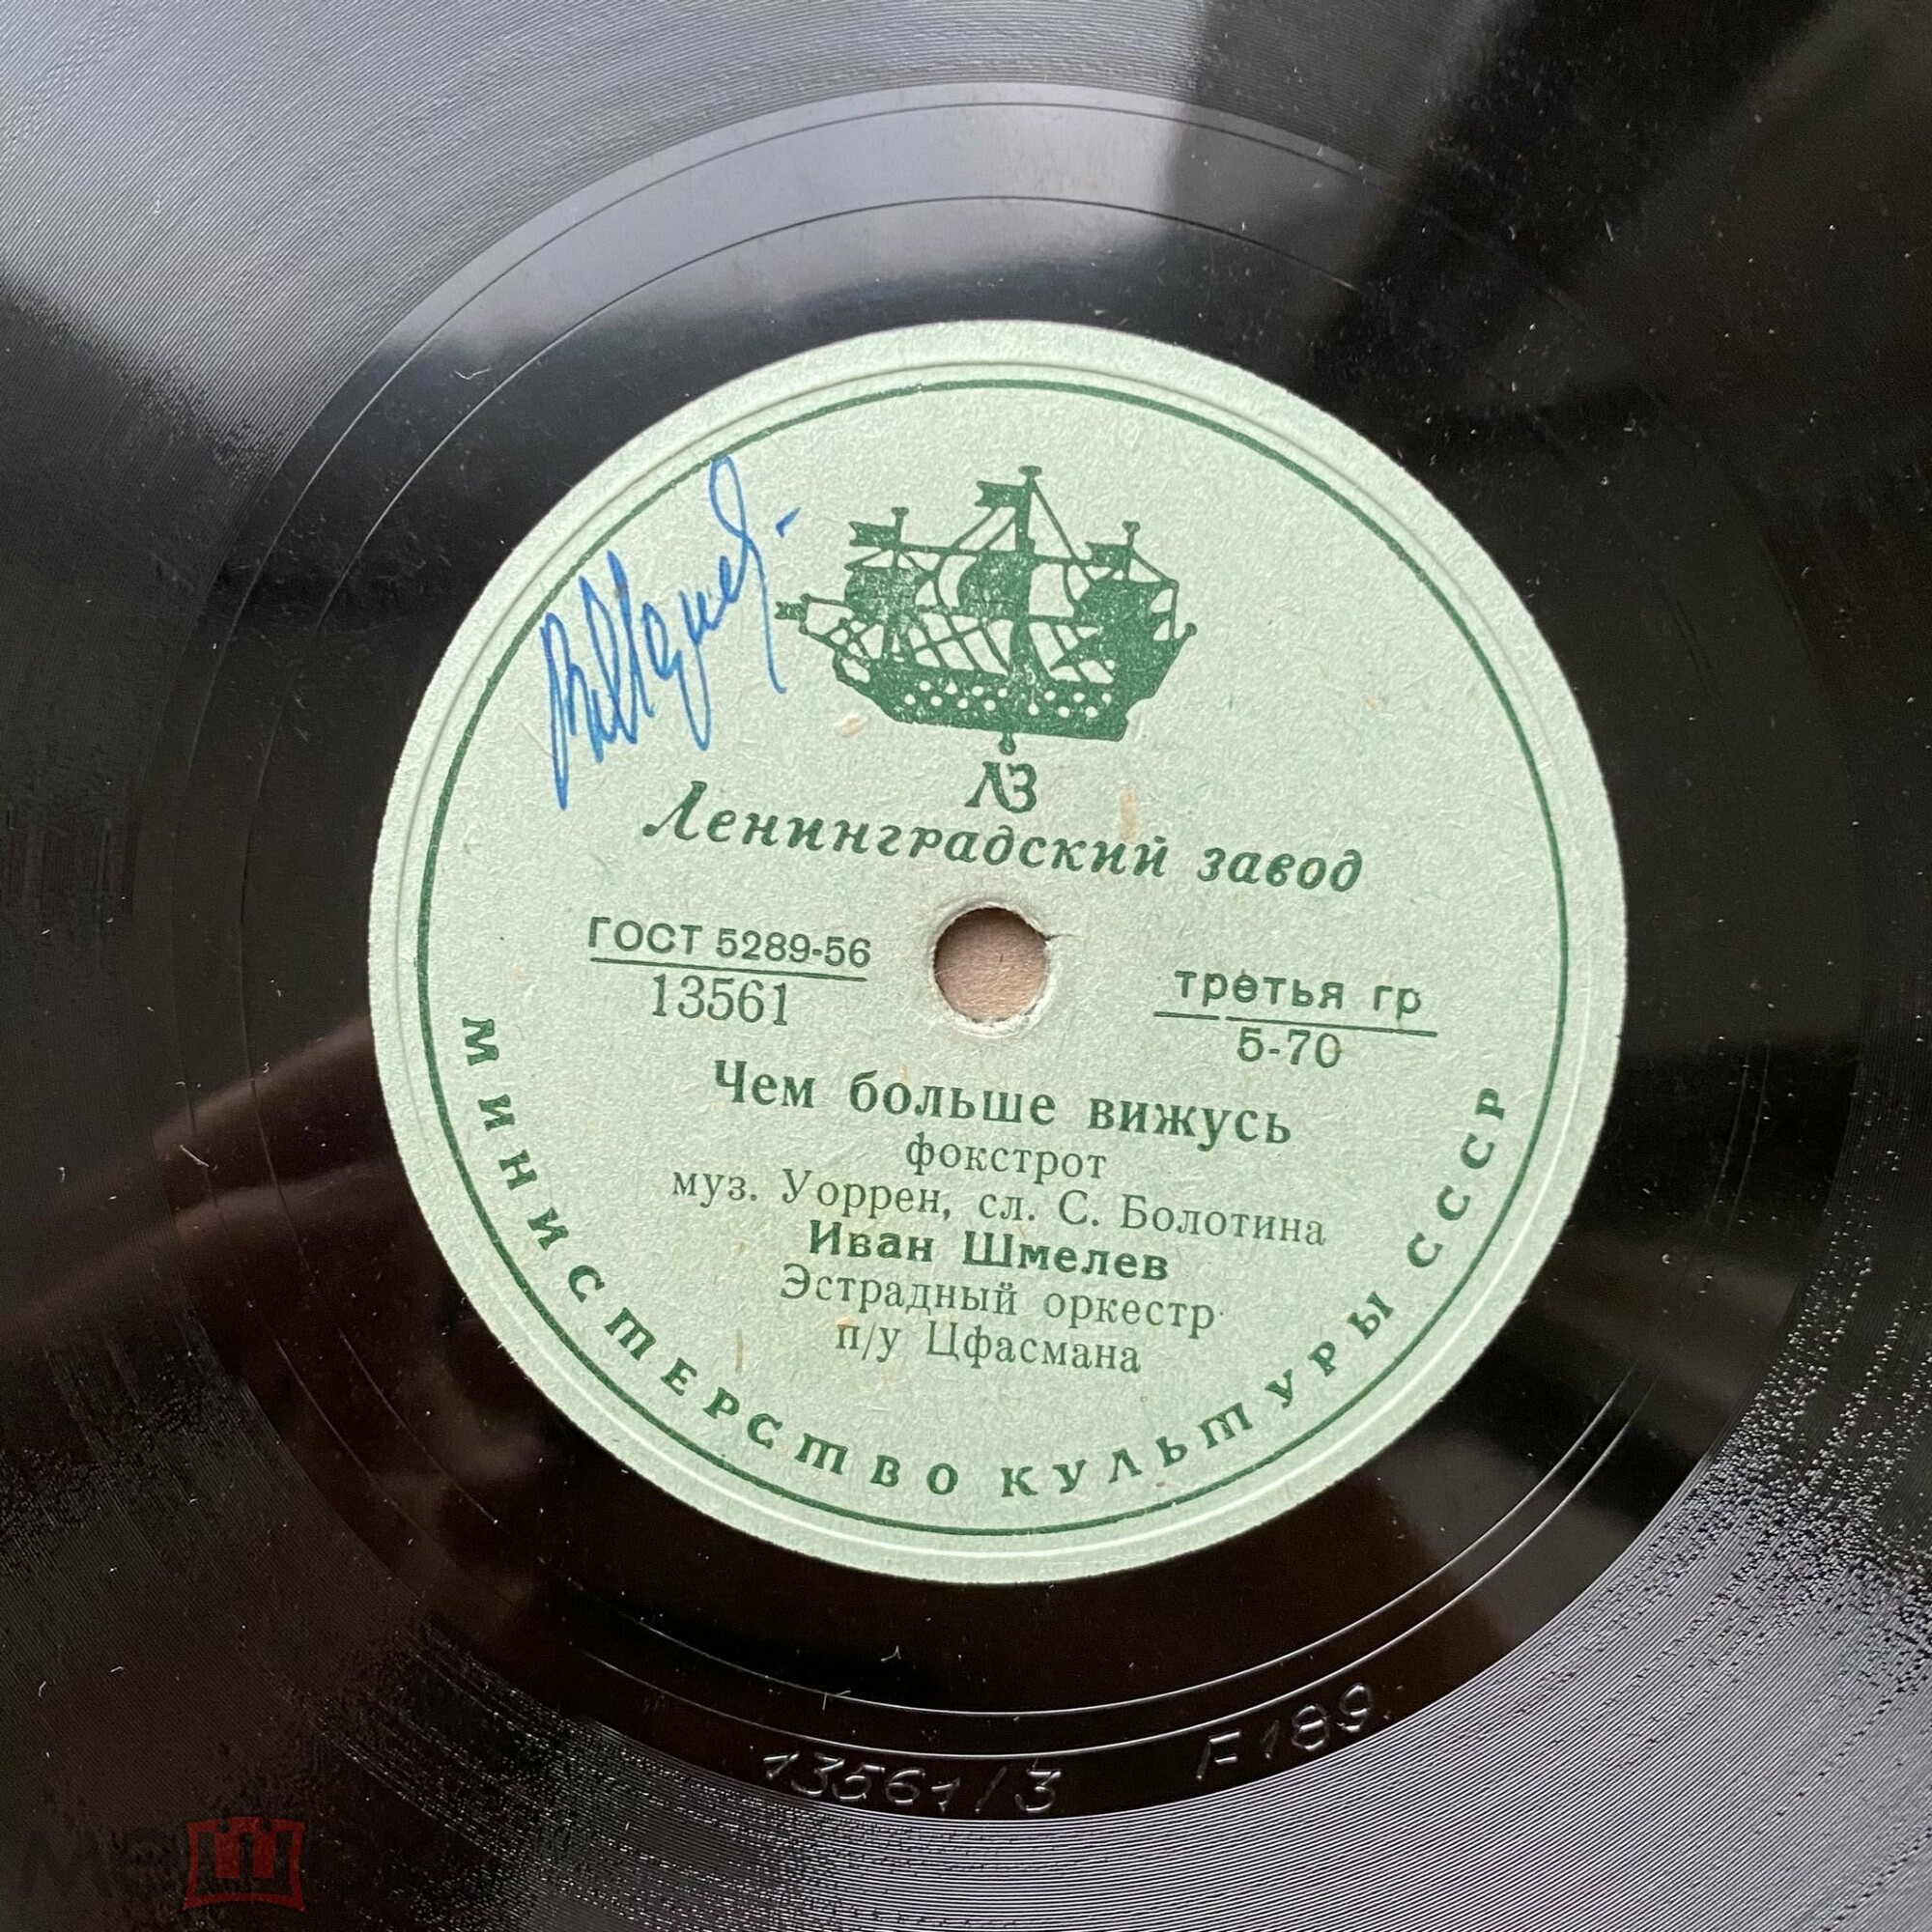 ЛЗ
Ленинградский завод
ГОСТ 5289-56
13561
третья гр
5-70
Чем больше вижусь
фокстрот
муз. Уоррен, сл. С. Болотина
Иван Шмелев
Эстрадный оркестр
п/у Цфасмана
МИНИСТЕРСТВО КУЛЬТУРЫ СССР
13561/3 F189